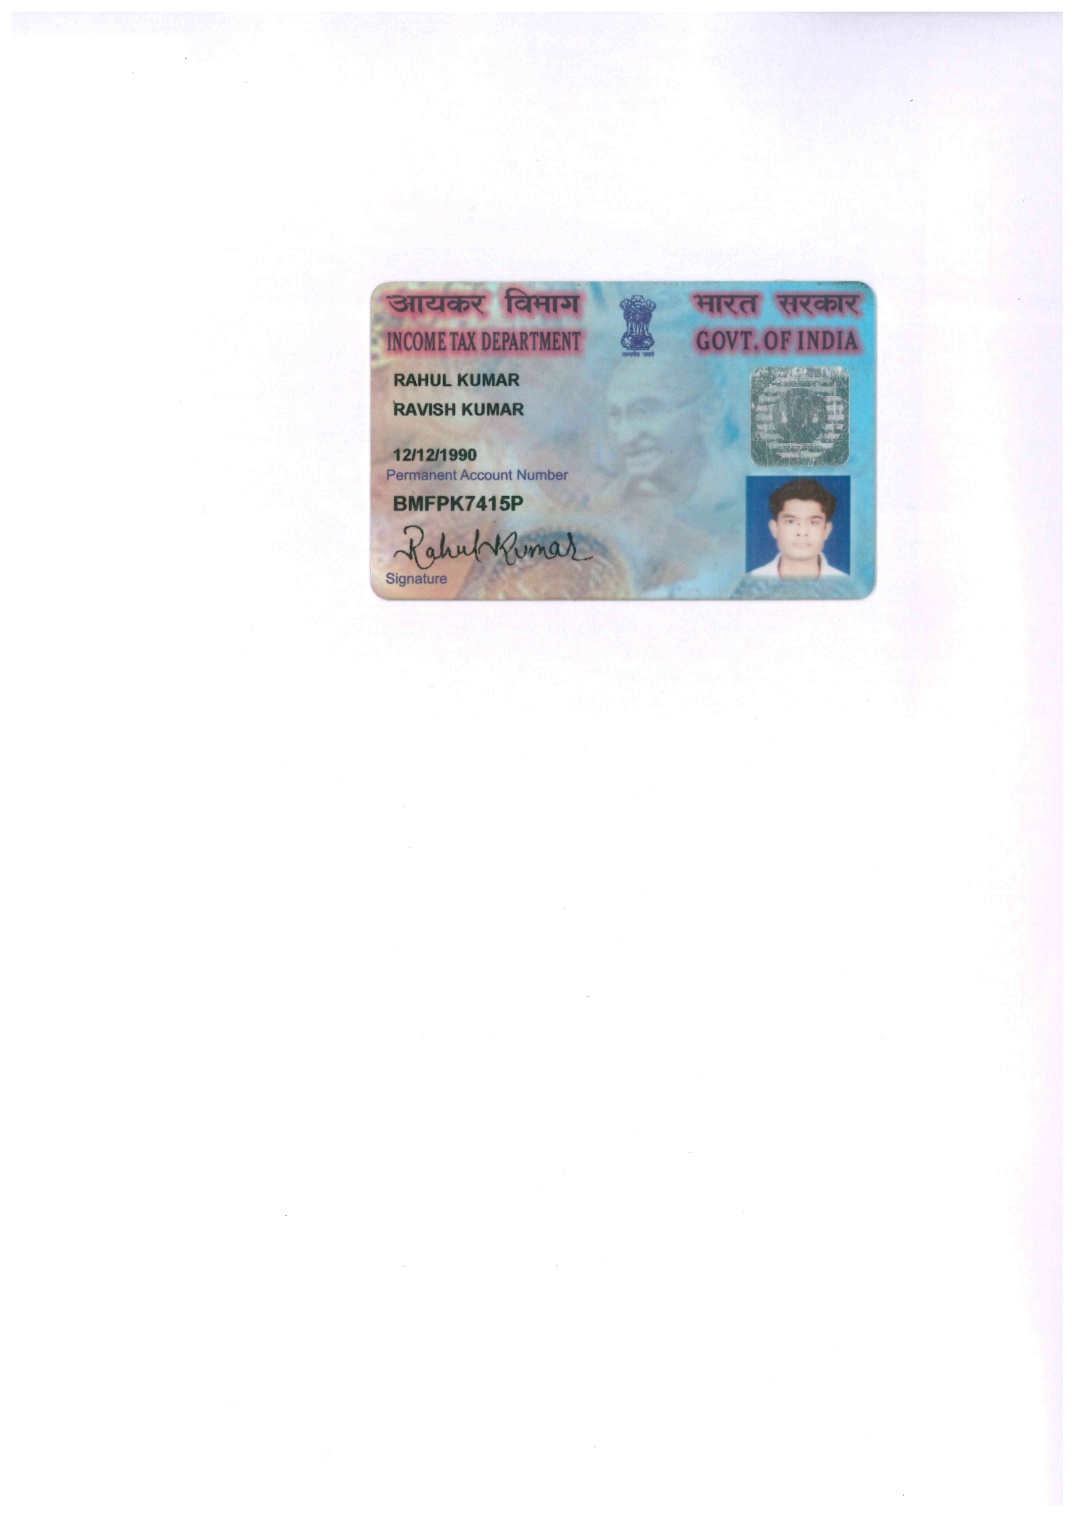 आयकर विभाग
भारत सरकार
INCOME TAX DEPARTMENT
GOVT. OF INDIA
RAHUL KUMAR
RAVISH KUMAR
12/12/1990
Permanent Account Number
BMFPK7415P
Rahul Kumar
Signature